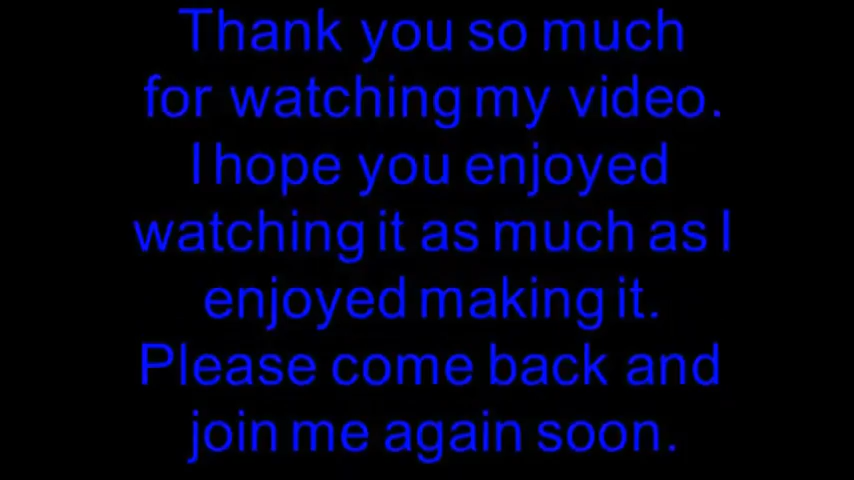 Thank you so much
for watching my video.
I hope you enjoyed
watching it as much as I
enjoyed making it.
Please come back and
join me again soon.